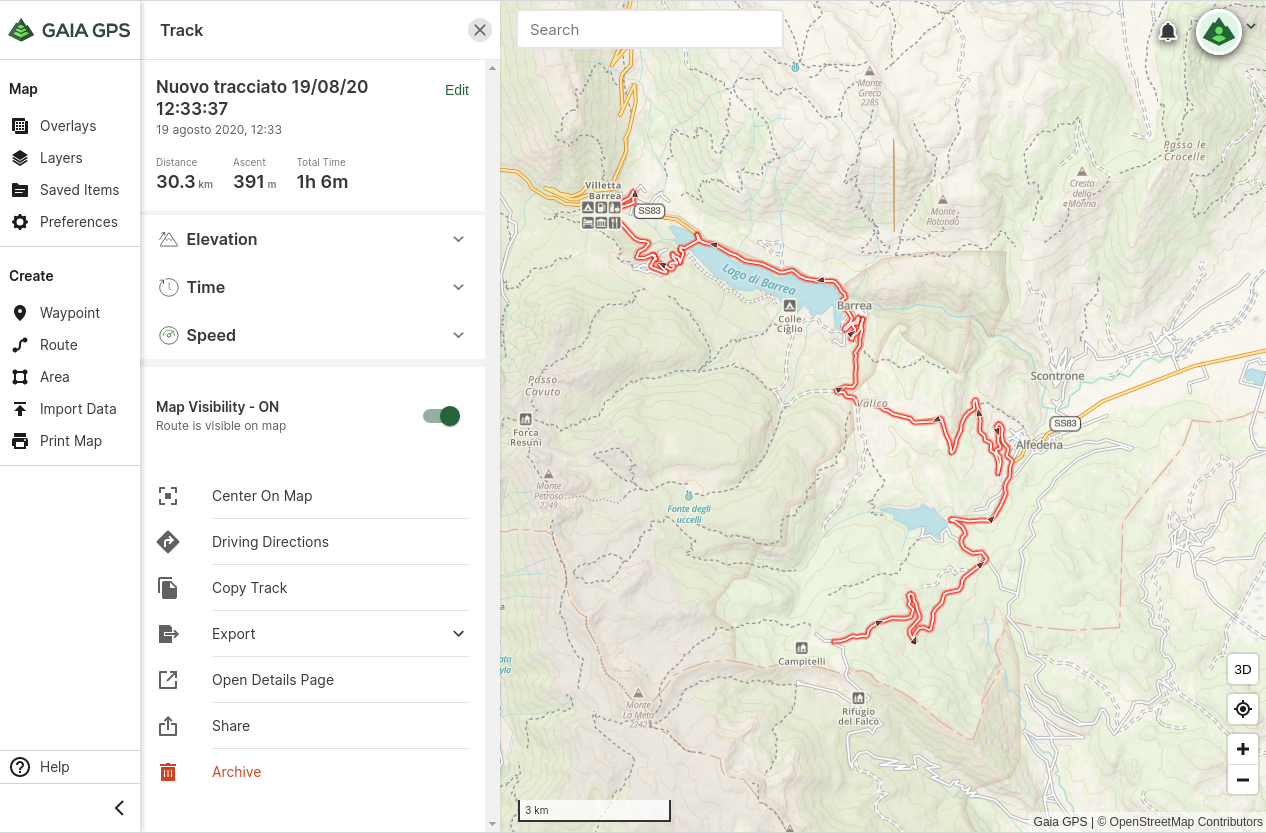 GAIA GPS
Map
Overlays
Layers
Saved Items
Preferences
Create
Waypoint
Route
Area
Import Data
Print Map
Help
Track
Nuovo tracciato 19/08/20
12:33:37
Edit
19 agosto 2020, 12:33
Distance Ascent Total Time
30.3 km 391 m 1h 6m
Elevation
Time
Speed
Map Visibility - ON
Route is visible on map
Center On Map
Driving Directions
Copy Track
Export
Open Details Page
Share
Archive
Search
Monte
Greco
2285
Passo le
Crocelle
Cresta
della
Monna
Villetta
Barrea
SS83
Monte
Rotondo
Lago di Barrea
Barrea
Colle
Ciglio
Passo
Cavuto
Valico
Scontrone
SS83
Alfedena
Forca
Resuni
Monte
Petroso
2249
Fonte degli
uccelli
Campitelli
Monte
La Meta
2242
Rifugio
del Falco
3D
+
−
3 km
Gaia GPS | © OpenStreetMap Contributors